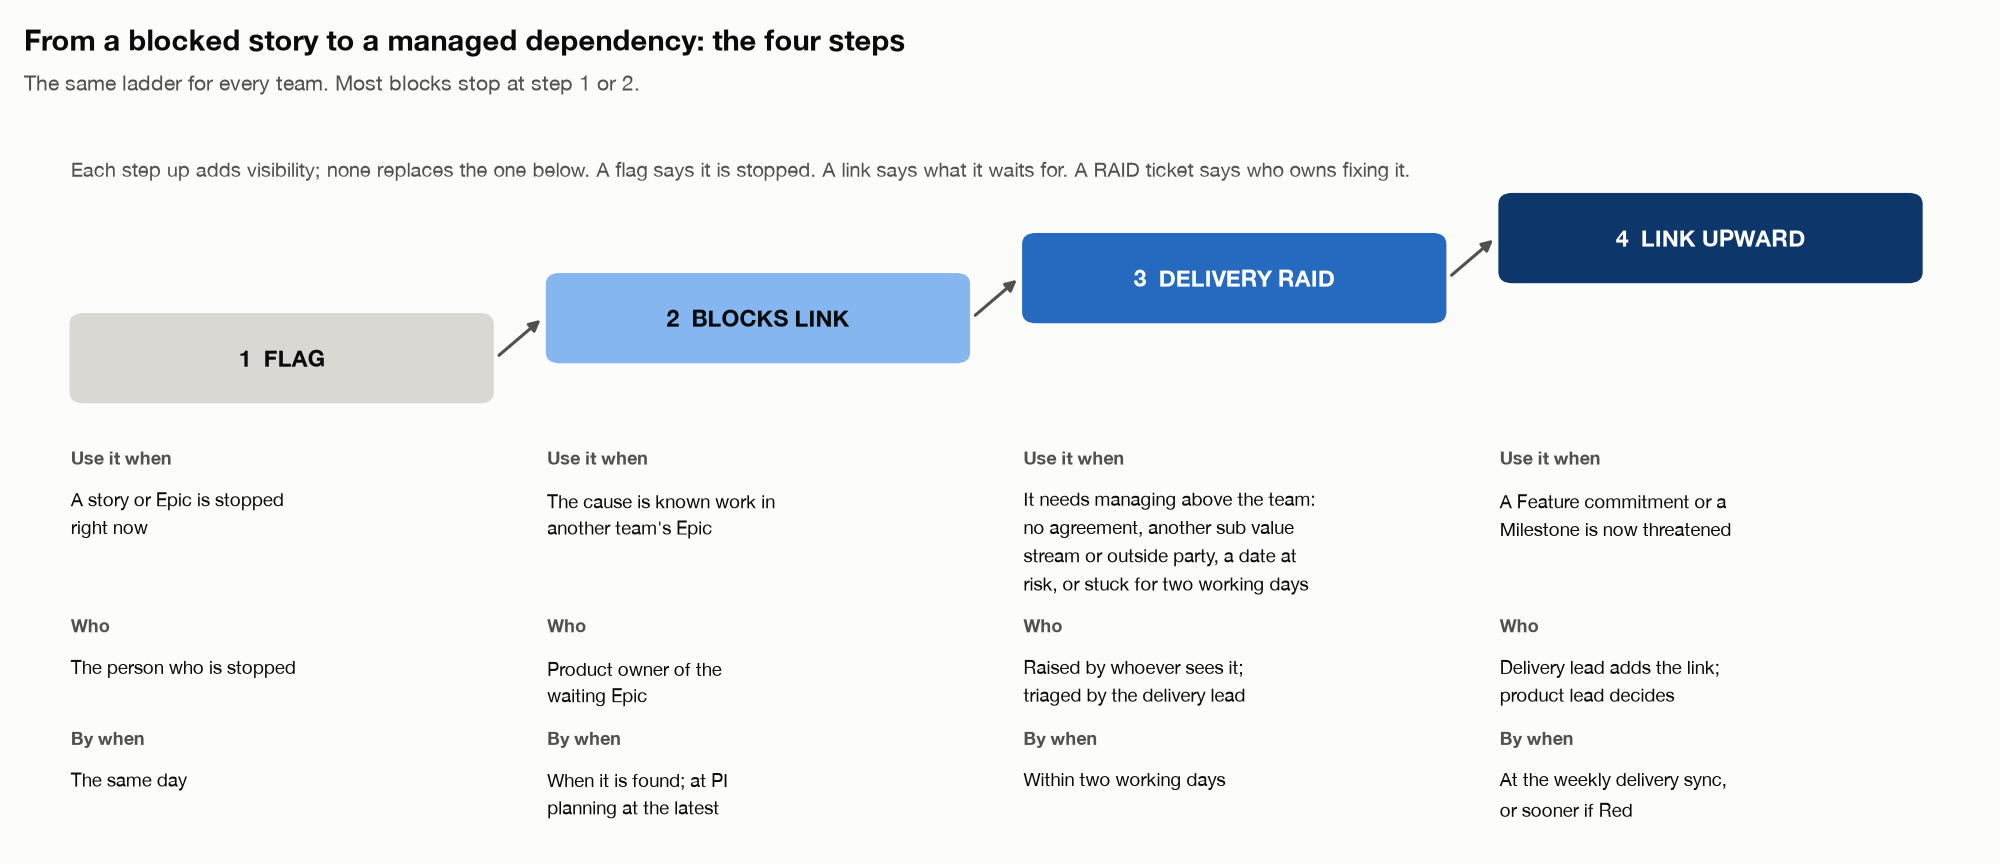 From a blocked story to a managed dependency: the four steps
The same ladder for every team. Most blocks stop at step 1 or 2.
Each step up adds visibility; none replaces the one below. A flag says it is stopped. A link says what it waits for. A RAID ticket says who owns fixing it.
1 FLAG
Use it when
A story or Epic is stopped
right now
Who
The person who is stopped
By when
The same day
2 BLOCKS LINK
Use it when
The cause is known work in
another team's Epic
Who
Product owner of the
waiting Epic
By when
When it is found; at PI
planning at the latest
3 DELIVERY RAID
Use it when
It needs managing above the team:
no agreement, another sub value
stream or outside party, a date at
risk, or stuck for two working days
Who
Raised by whoever sees it;
triaged by the delivery lead
By when
Within two working days
4 LINK UPWARD
Use it when
A Feature commitment or a
Milestone is now threatened
Who
Delivery lead adds the link;
product lead decides
By when
At the weekly delivery sync,
or sooner if Red